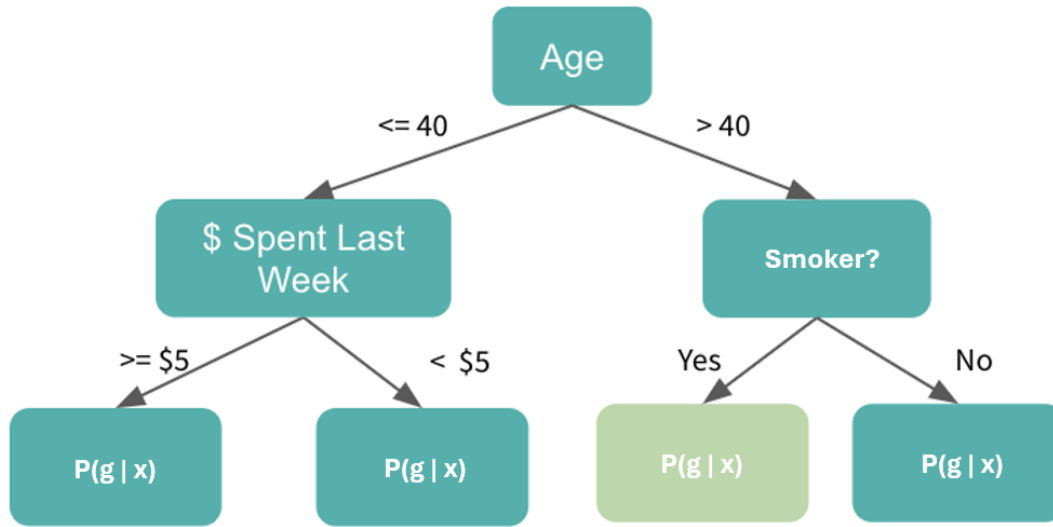 Age
<= 40
> 40
$ Spent Last
Week
Smoker?
>= $5
< $5
Yes
No
P(g | x)
P(g | x)
P(g | x)
P(g | x)